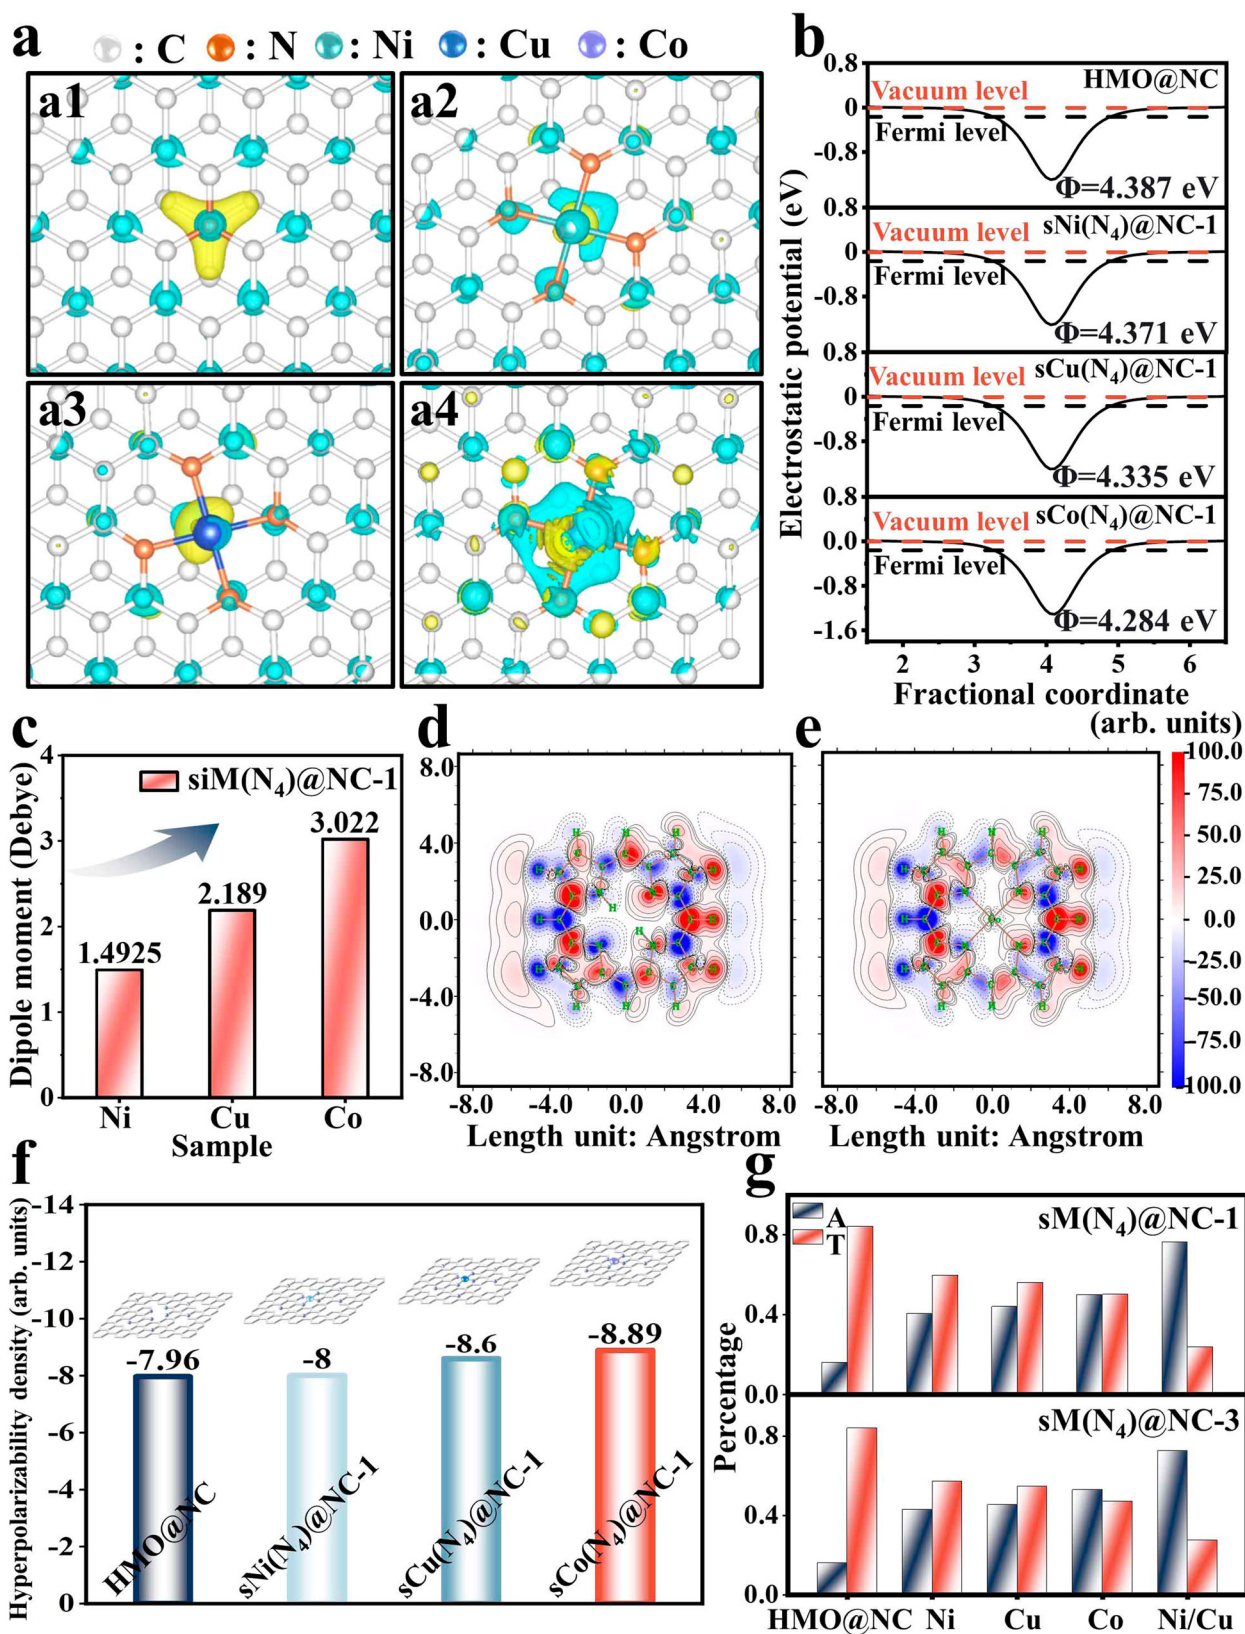 a
: C : N : Ni : Cu : Co
a1
a2
a3
a4
b
Electrostatic potential (eV)
0.8
HMO@NC
Vacuum level
0
Fermi level
-0.8
Φ=4.387 eV
0.8
sNi(N₄)@NC-1
Vacuum level
0
Fermi level
-0.8
Φ=4.371 eV
0.8
sCu(N₄)@NC-1
Vacuum level
0
Fermi level
-0.8
Φ=4.335 eV
0.8
sCo(N₄)@NC-1
Vacuum level
0.0
Fermi level
-0.8
Φ=4.284 eV
-1.6
2 3 4 5 6
Fractional coordinate
c
Dipole moment (Debye)
4
3
2
1
0
siM(N₄)@NC-1
1.4925
2.189
3.022
Ni Cu Co
Sample
d
8.0
4.0
0.0
-4.0
-8.0
-8.0 -4.0 0.0 4.0 8.0
Length unit: Angstrom
e
-8.0 -4.0 0.0 4.0 8.0
Length unit: Angstrom
(arb. units)
100.0
75.0
50.0
25.0
0.0
-25.0
-50.0
-75.0
100.0
f
Hyperpolarizability density (arb. units)
-14
-12
-10
-8
-6
-4
-2
0
-7.96
-8
-8.6
-8.89
HMO@NC
sNi(N₄)@NC-1
sCu(N₄)@NC-1
sCo(N₄)@NC-1
g
Percentage
A
T
sM(N₄)@NC-1
0.8
0.4
0.0
sM(N₄)@NC-3
0.8
0.4
0.0
HMO@NC Ni Cu Co Ni/Cu